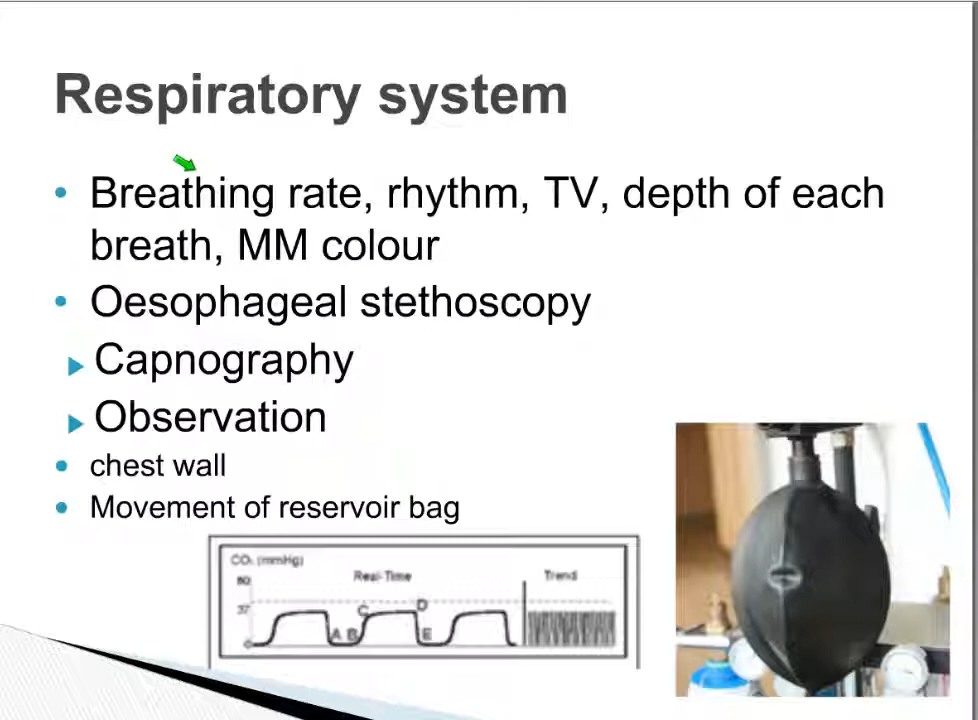 Respiratory system
Breathing rate, rhythm, TV, depth of each
breath, MM colour
Oesophageal stethoscopy
Capnography
Observation
chest wall
Movement of reservoir bag
CO₂ (mmHg)
Real-Time
Trend
37
C
D
A B
E
0